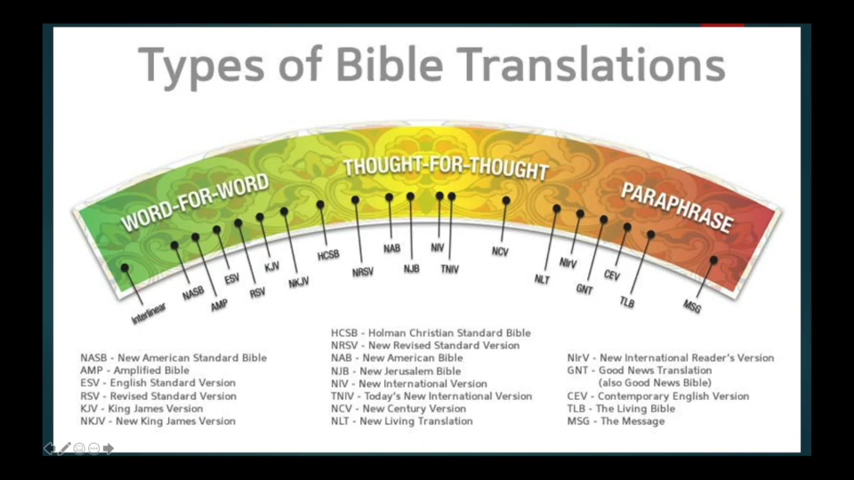 Types of Bible Translations
WORD-FOR-WORD
THOUGHT-FOR-THOUGHT
PARAPHRASE
Interlinear
NASB
AMP
ESV
RSV
KJV
NKJV
HCSB
NRSV
NAB
NJB
NIV
TNIV
NCV
NLT
NIrV
GNT
CEV
TLB
MSG
NASB - New American Standard Bible
AMP - Amplified Bible
ESV - English Standard Version
RSV - Revised Standard Version
KJV - King James Version
NKJV - New King James Version
HCSB - Holman Christian Standard Bible
NRSV - New Revised Standard Version
NAB - New American Bible
NJB - New Jerusalem Bible
NIV - New International Version
TNIV - Today's New International Version
NCV - New Century Version
NLT - New Living Translation
NIrV - New International Reader's Version
GNT - Good News Translation
(also Good News Bible)
CEV - Contemporary English Version
TLB - The Living Bible
MSG - The Message